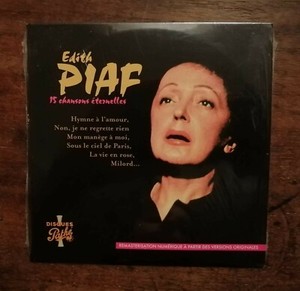 Edith
PIAF
15 chansons éternelles
Hymne à l'amour,
Non, je ne regrette rien
Mon manège à moi,
Sous le ciel de Paris,
La vie en rose,
Milord...
DISQUES
Pathé
REMASTERISATION NUMÉRIQUE À PARTIR DES VERSIONS ORIGINALES